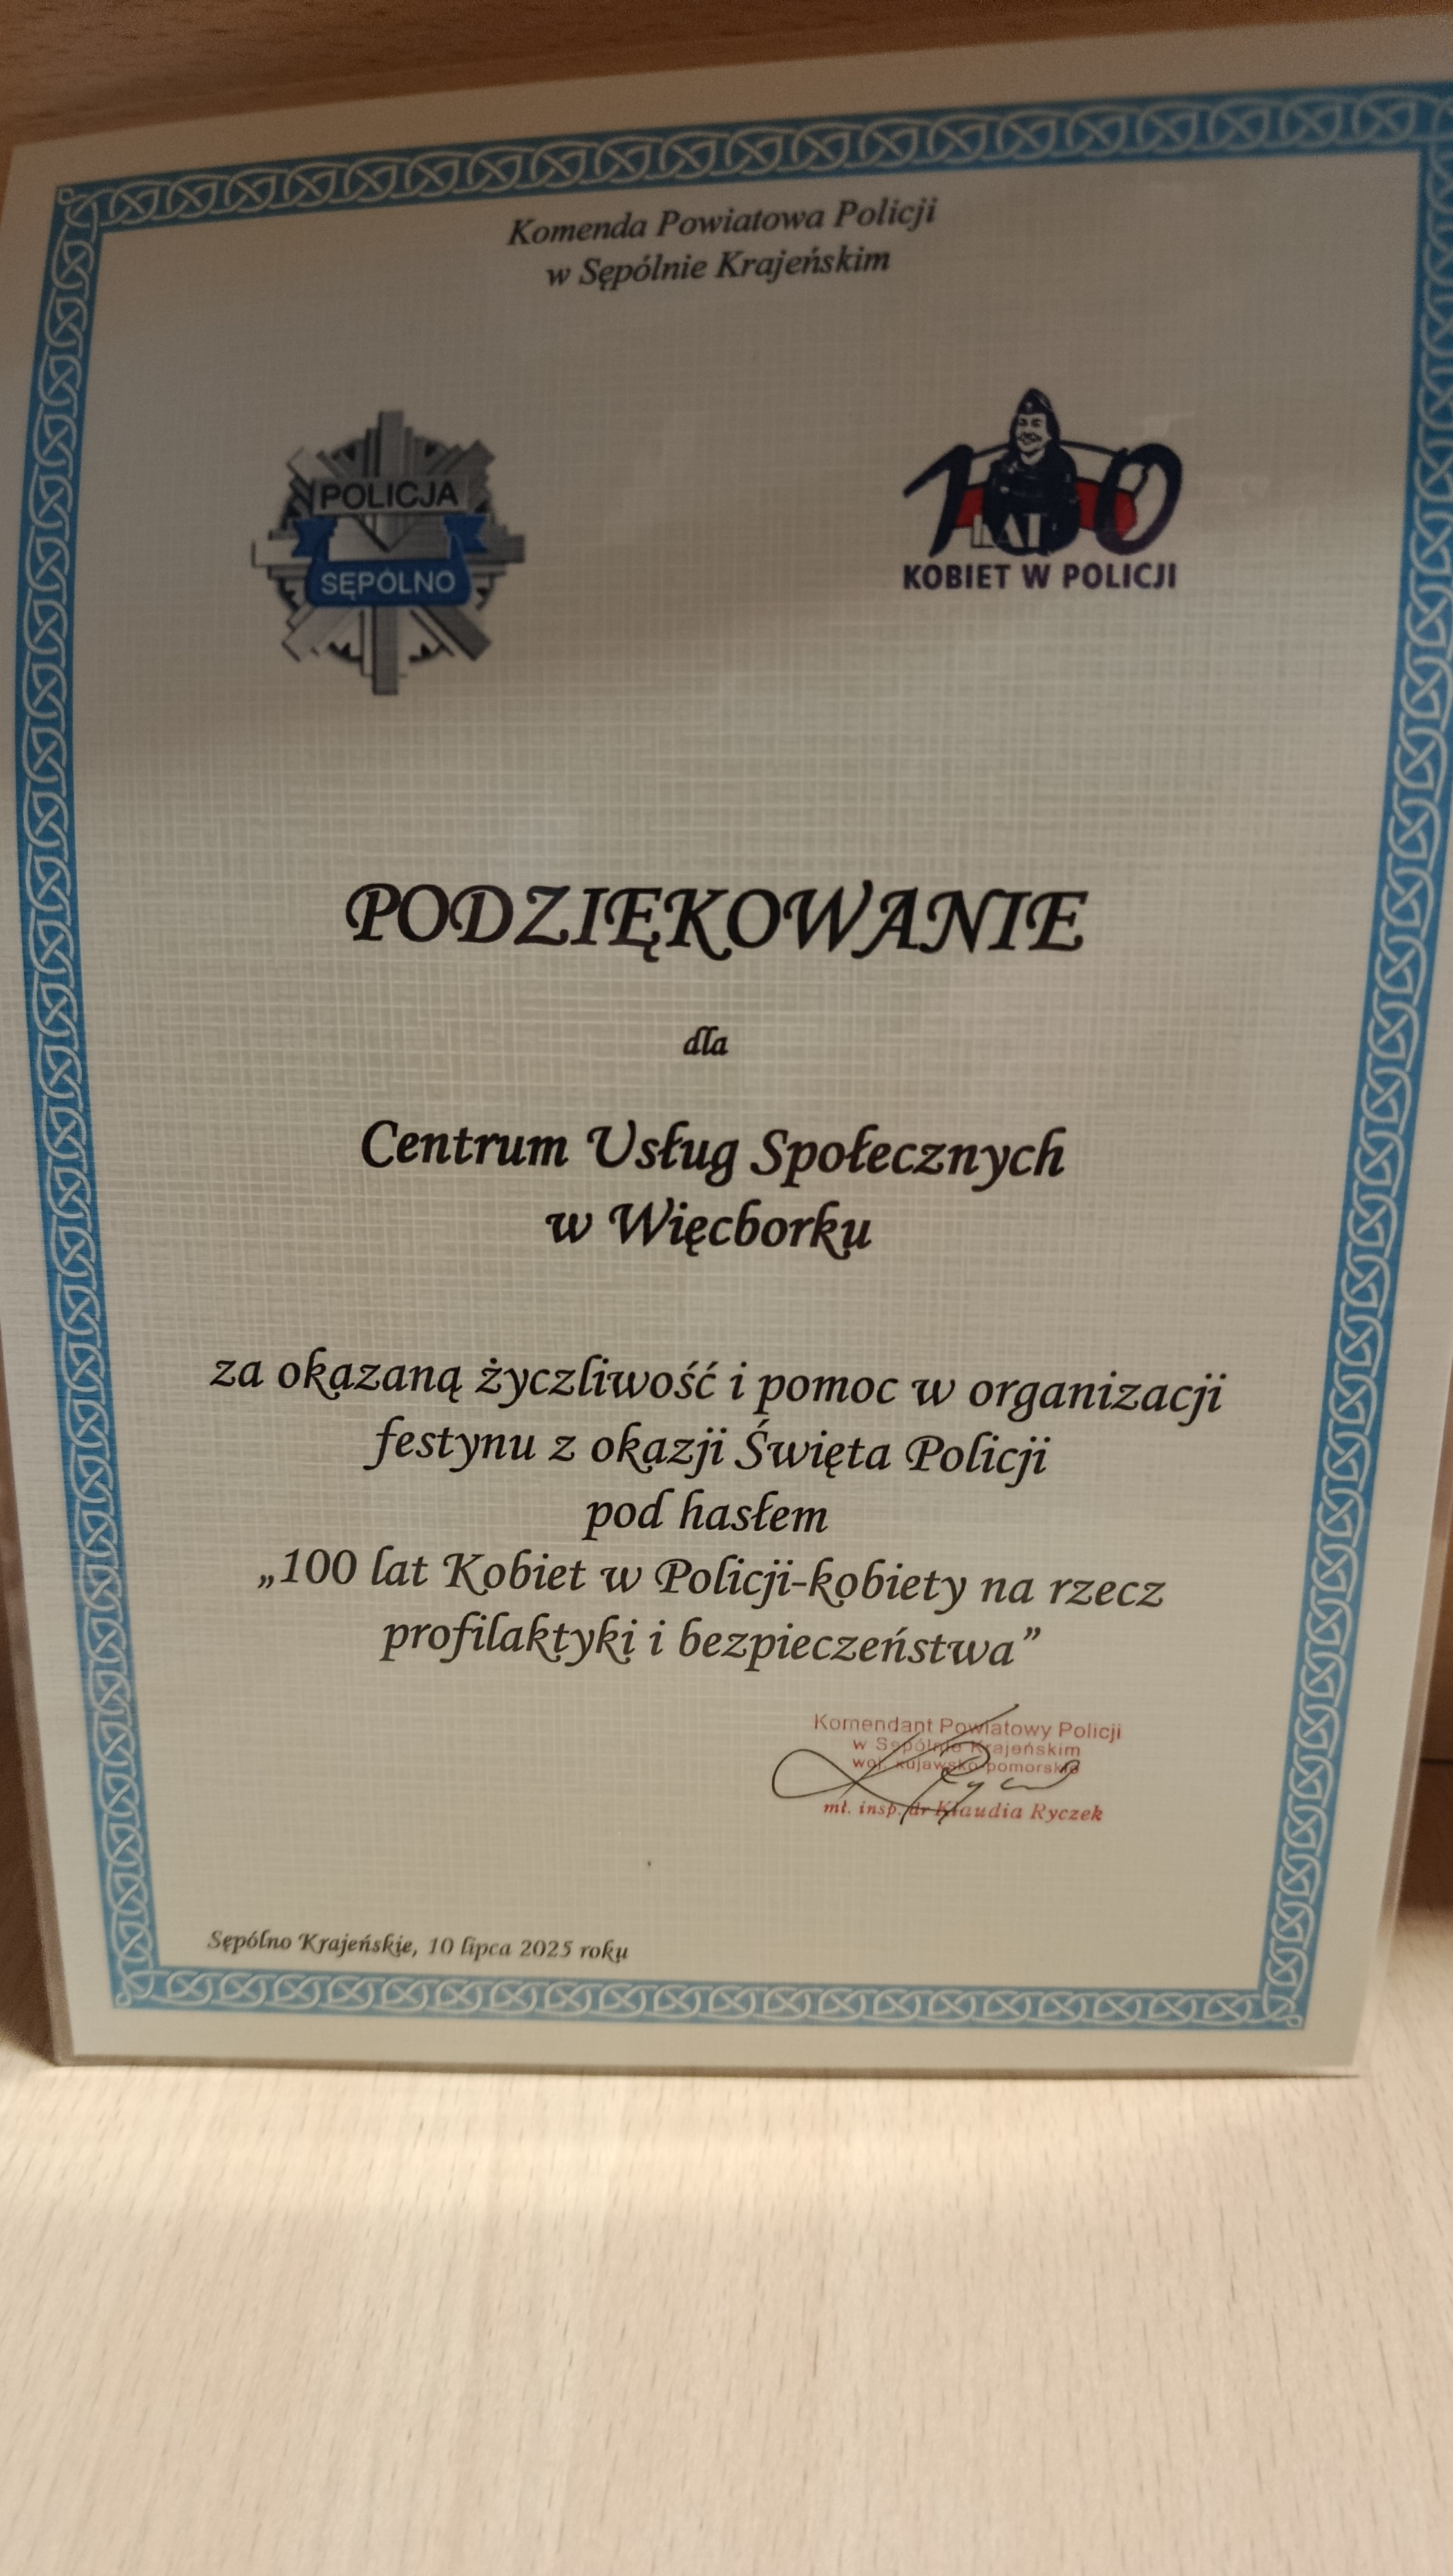 Komenda Powiatowa Policji
w Sępólnie Krajeńskim
POLICJA
SĘPÓLNO
100
LAT
KOBIET W POLICJI
PODZIĘKOWANIE
dla
Centrum Usług Społecznych
w Więcborku
za okazaną życzliwość i pomoc w organizacji
festynu z okazji Święta Policji
pod hasłem
„100 lat Kobiet w Policji-kobiety na rzecz
profilaktyki i bezpieczeństwa”
Komendant Powiatowy Policji
w Sępólnie Krajeńskim
woj. kujawsko-pomorskie
mł. insp. dr Klaudia Ryczek
Sępólno Krajeńskie, 10 lipca 2025 roku